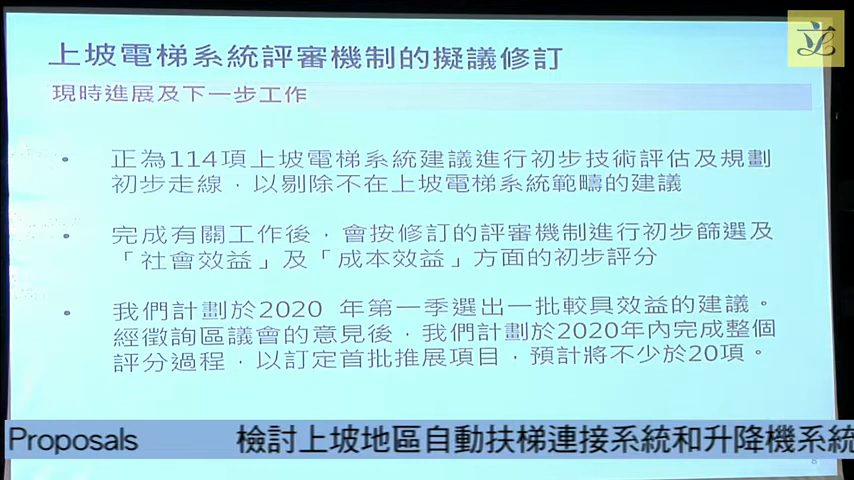 上坡電梯系統評審機制的擬議修訂
現時進展及下一步工作
• 正為114項上坡電梯系統建議進行初步技術評估及規劃
初步走線，以剔除不在上坡電梯系統範疇的建議
• 完成有關工作後，會按修訂的評審機制進行初步篩選及
「社會效益」及「成本效益」方面的初步評分
• 我們計劃於2020 年第一季選出一批較具效益的建議。
經徵詢區議會的意見後，我們計劃於2020年內完成整個
評分過程，以訂定首批推展項目，預計將不少於20項。
Proposals 檢討上坡地區自動扶梯連接系統和升降機系統
8